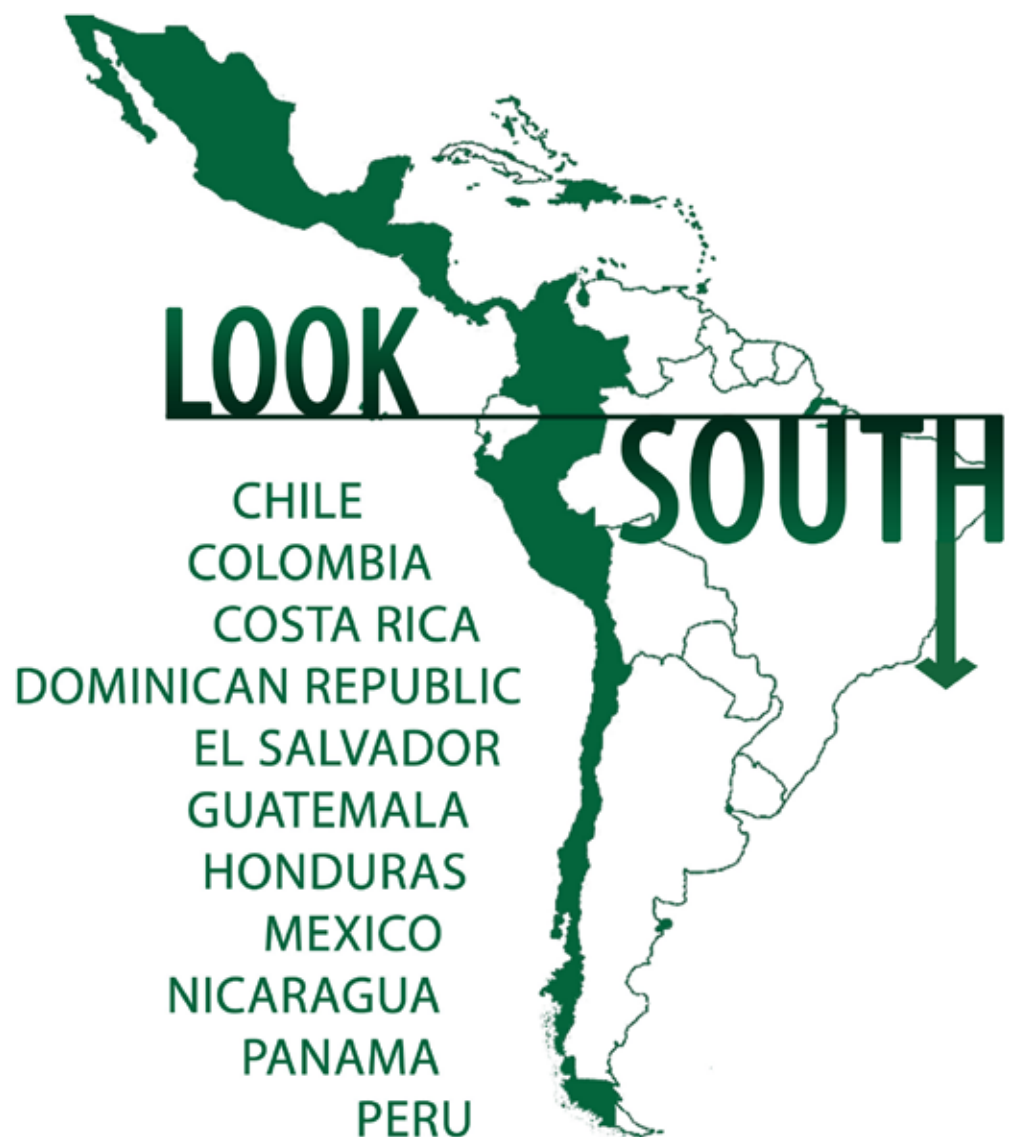 LOOK
SOUTH
CHILE
COLOMBIA
COSTA RICA
DOMINICAN REPUBLIC
EL SALVADOR
GUATEMALA
HONDURAS
MEXICO
NICARAGUA
PANAMA
PERU